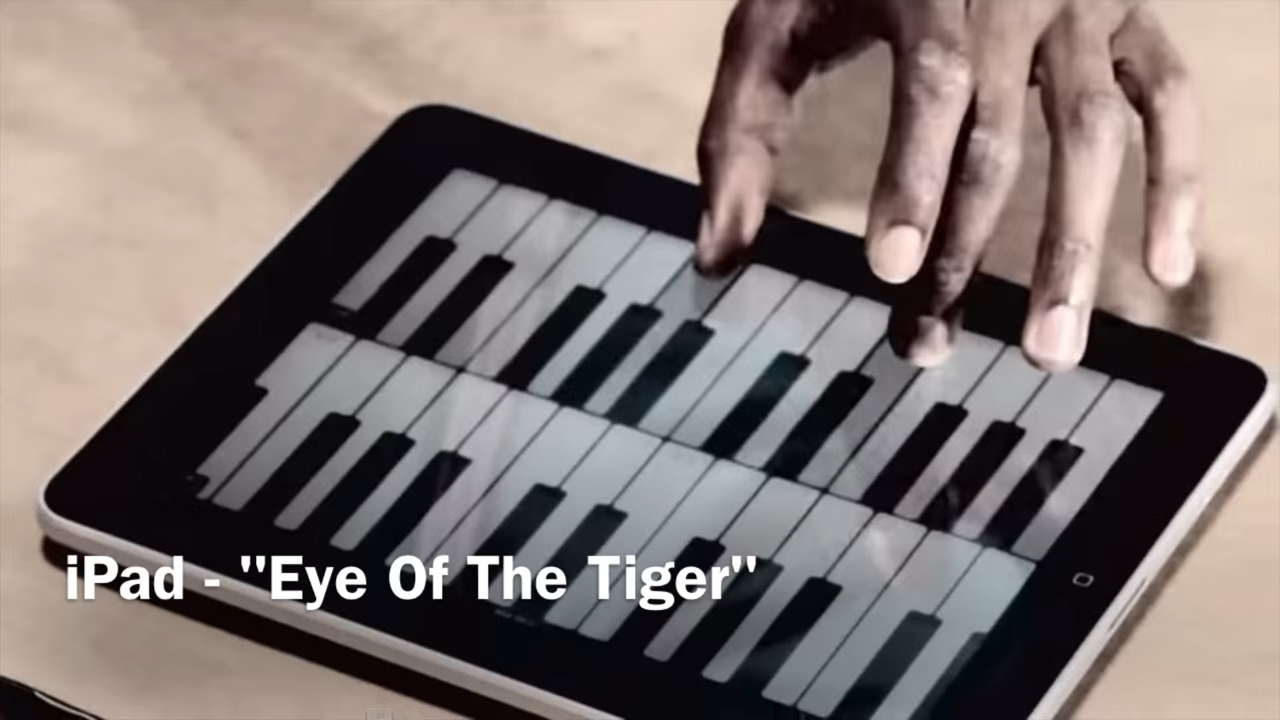 iPad - "Eye Of The Tiger"